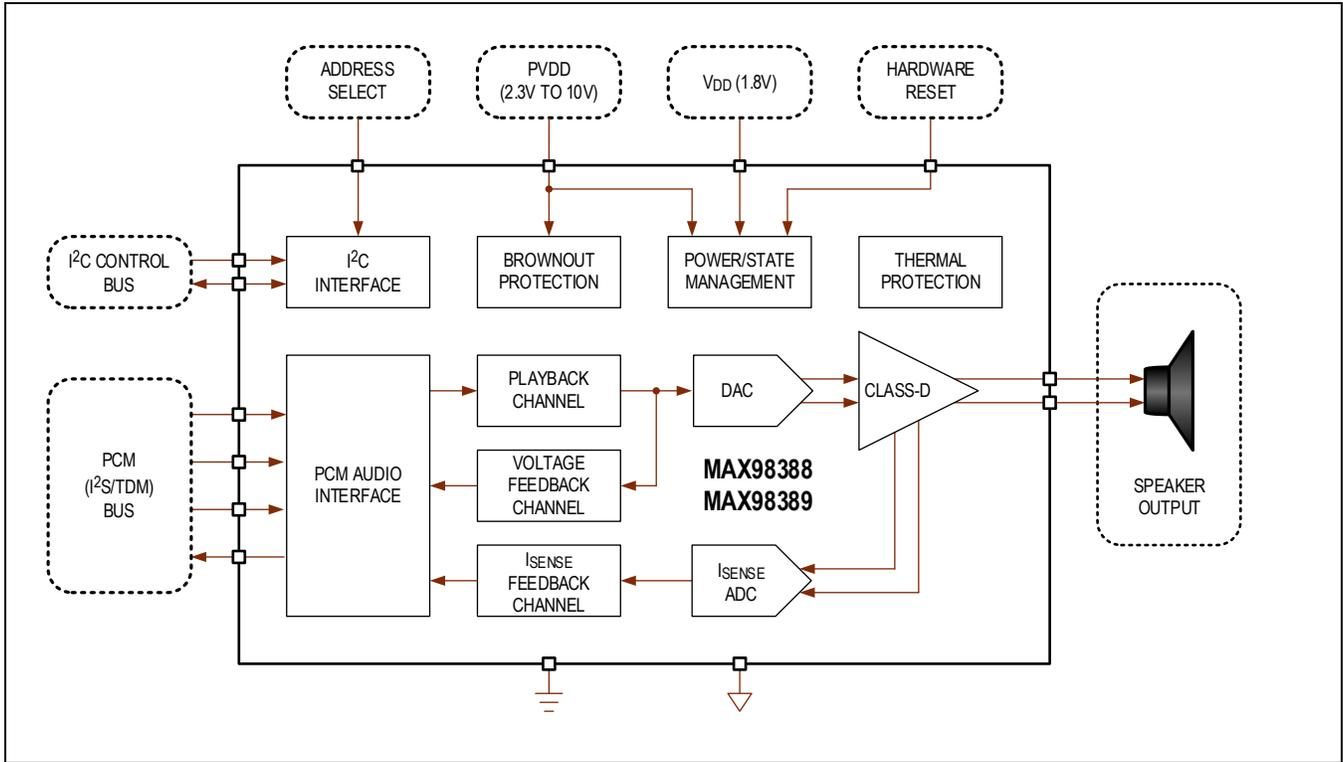 ADDRESS
SELECT
PVDD
(2.3V TO 10V)
VDD (1.8V)
HARDWARE
RESET
I2C CONTROL
BUS
I2C
INTERFACE
BROWNOUT
PROTECTION
POWER/STATE
MANAGEMENT
THERMAL
PROTECTION
PCM
(I2S/TDM)
BUS
PCM AUDIO
INTERFACE
PLAYBACK
CHANNEL
DAC
CLASS-D
VOLTAGE
FEEDBACK
CHANNEL
MAX98388
MAX98389
ISENSE
FEEDBACK
CHANNEL
ISENSE
ADC
SPEAKER
OUTPUT